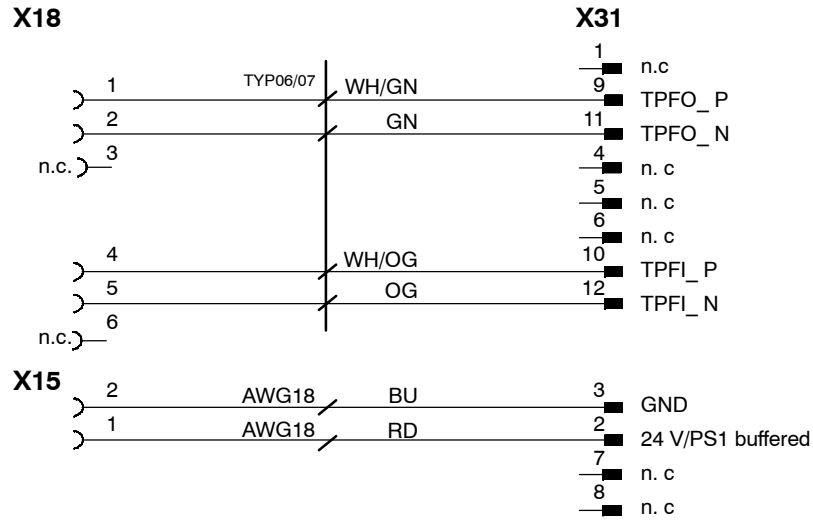 X18 X31
1 n.c
1 TYP06/07 WH/GN 9 TPFO_ P
2 GN 11 TPFO_ N
n.c. 3 4 n. c
5 n. c
6 n. c
4 WH/OG 10 TPFI_ P
5 OG 12 TPFI_ N
n.c. 6
X15
2 AWG18 BU 3 GND
1 AWG18 RD 2 24 V/PS1 buffered
7 n. c
8 n. c